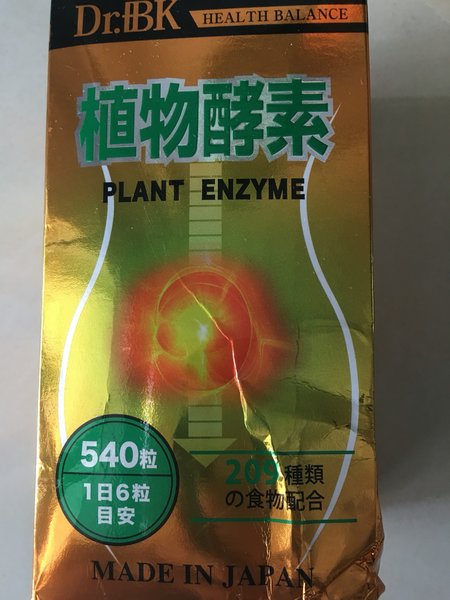 Dr.BK HEALTH BALANCE
植物酵素
PLANT ENZYME
540粒
1日6粒
目安
209種類
の食物配合
MADE IN JAPAN